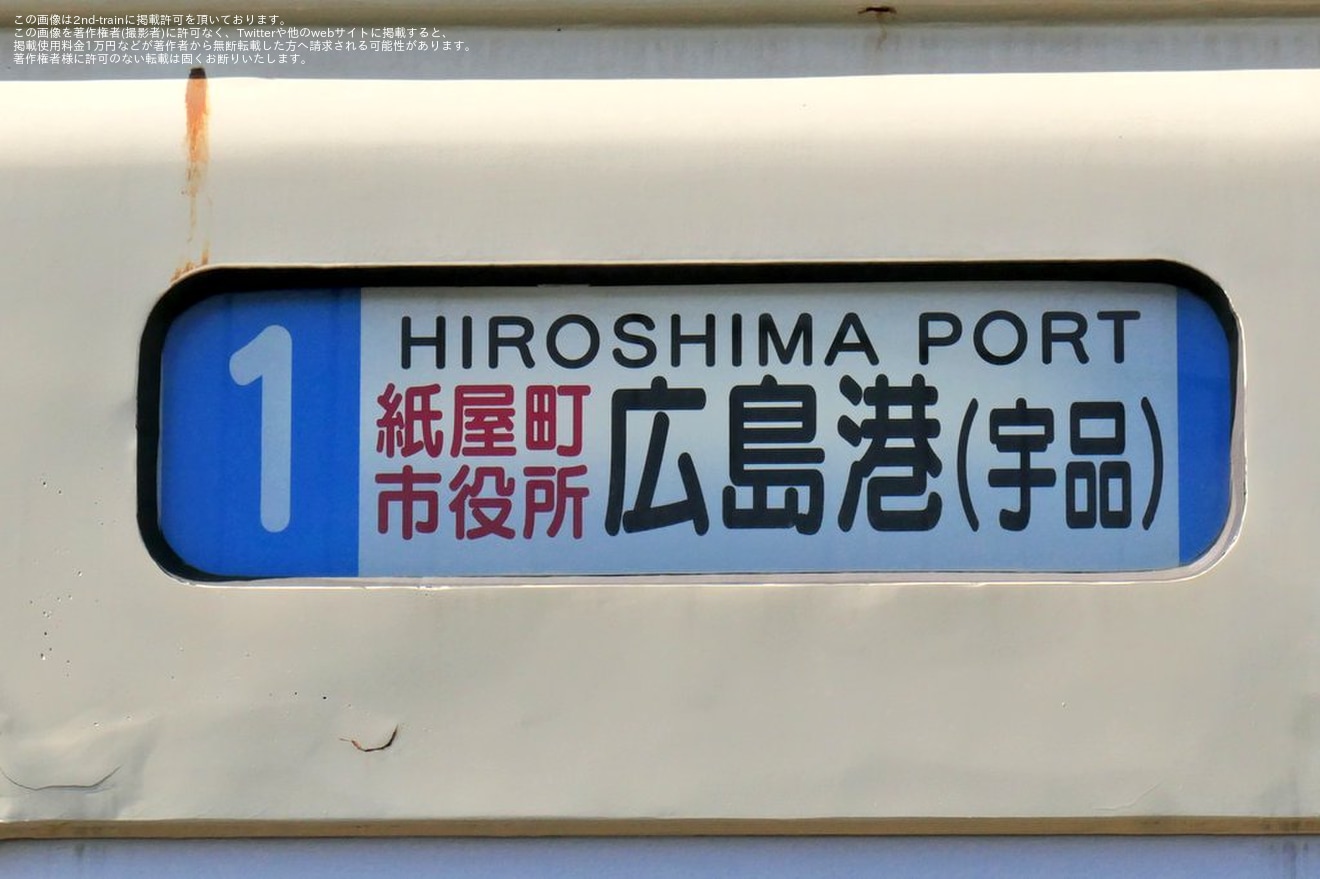 この画像は2nd-trainに掲載許可を頂いております。
この画像を著作権者(撮影者)に許可なく、Twitterや他のwebサイトに掲載すると、
掲載使用料金1万円などが著作者から無断転載した方へ請求される可能性があります。
著作権者様に許可のない転載は固くお断りいたします。
1
HIROSHIMA PORT
紙屋町
市役所
広島港(宇品)